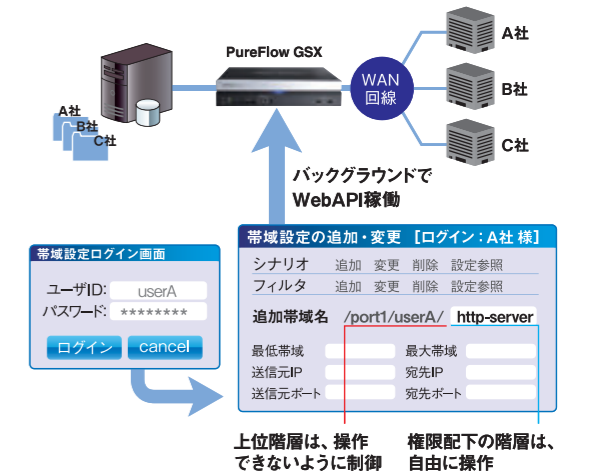 PureFlow GSX
A社
B社
C社
WAN
回線
A社
B社
C社
バックグラウンドで
WebAPI稼働
帯域設定ログイン画面
ユーザID: userA
パスワード: ********
ログイン cancel
帯域設定の追加・変更 [ログイン：A社 様]
シナリオ 追加 変更 削除 設定参照
フィルタ 追加 変更 削除 設定参照
追加帯域名 /port1/userA/ http-server
最低帯域 最大帯域
送信元IP 宛先IP
送信元ポート 宛先ポート
上位階層は、操作
できないように制御
権限配下の階層は、
自由に操作